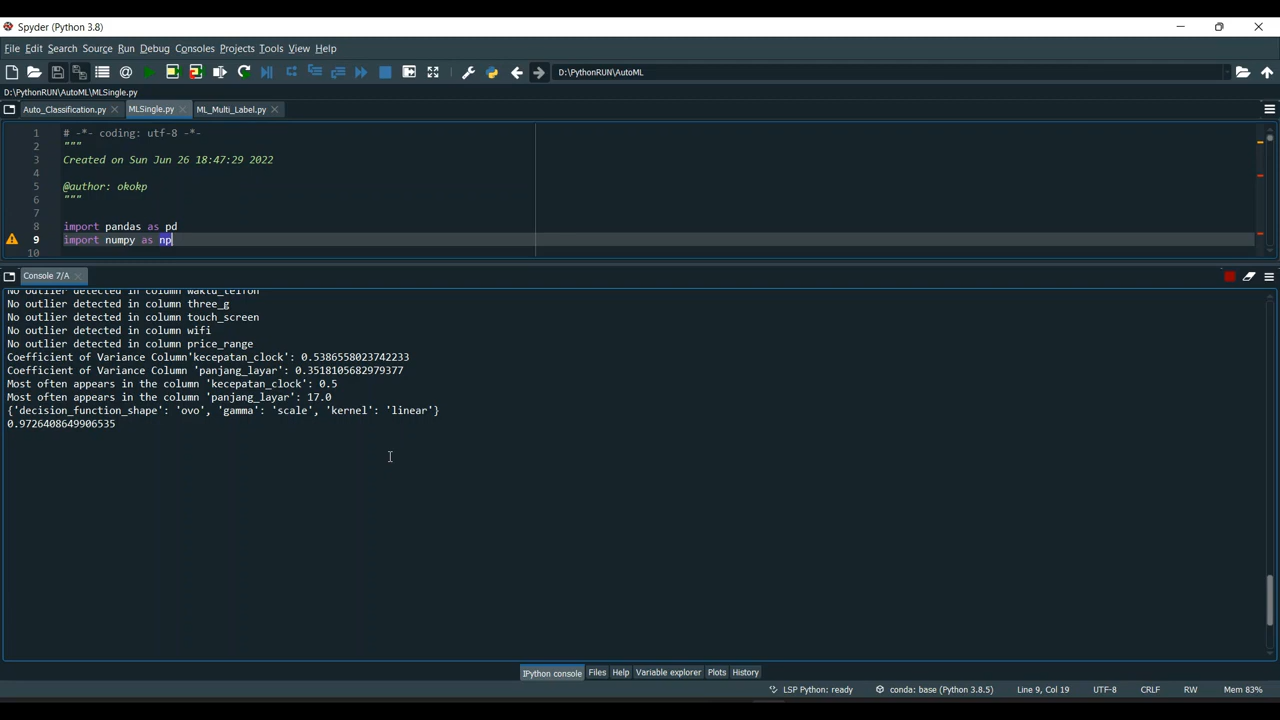 Spyder (Python 3.8)
File Edit Search Source Run Debug Consoles Projects Tools View Help
D:\PythonRUN\AutoML
D:\PythonRUN\AutoML\MLSingle.py
Auto_Classification.py MLSingle.py ML_Multi_Label.py
1 # -*- coding: utf-8 -*-
2 """
3 Created on Sun Jun 26 18:47:29 2022
4
5 @author: okokp
6 """
7
8 import pandas as pd
9 import numpy as np
10
Console 7/A
No outlier detected in column waktu_telfon
No outlier detected in column three_g
No outlier detected in column touch_screen
No outlier detected in column wifi
No outlier detected in column price_range
Coefficient of Variance Column'kecepatan_clock': 0.5386558023742233
Coefficient of Variance Column 'panjang_layar': 0.3518105682979377
Most often appears in the column 'kecepatan_clock': 0.5
Most often appears in the column 'panjang_layar': 17.0
{'decision_function_shape': 'ovo', 'gamma': 'scale', 'kernel': 'linear'}
0.9726408649906535
IPython console Files Help Variable explorer Plots History
LSP Python: ready conda: base (Python 3.8.5) Line 9, Col 19 UTF-8 CRLF RW Mem 83%